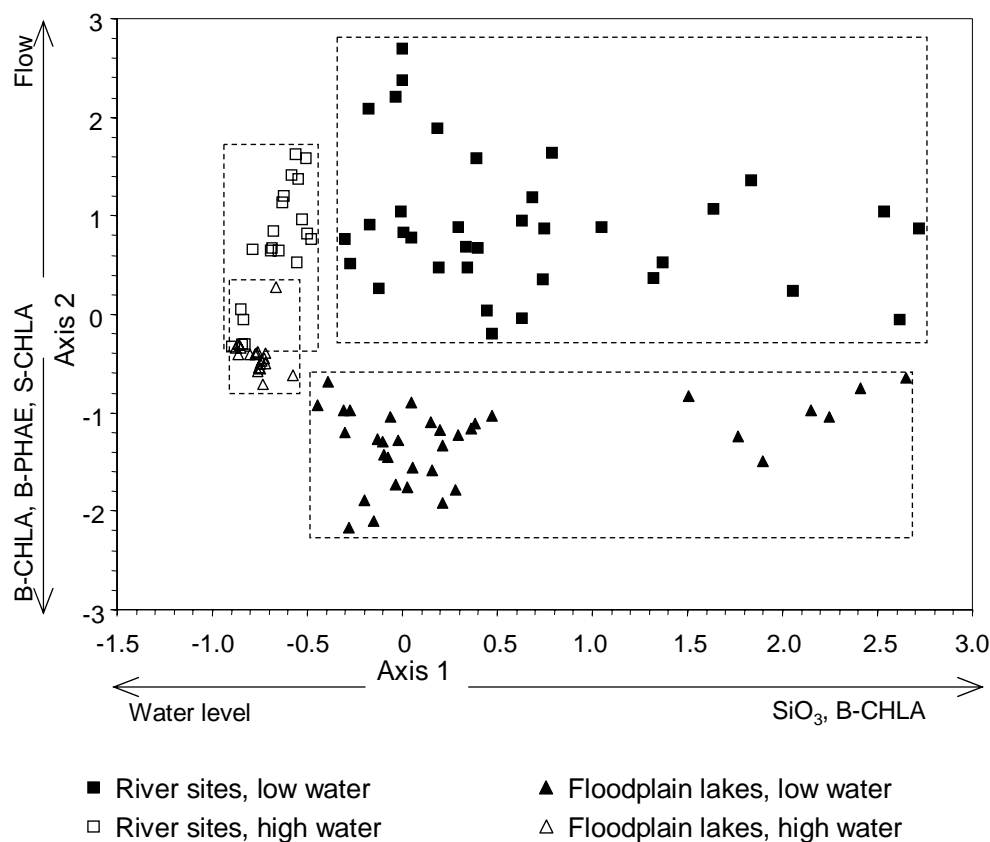 Flow
B-CHLA, B-PHAE, S-CHLA
Axis 2
3
2
1
0
-1
-2
-3
-1.5 -1.0 -0.5 0 0.5 1.0 1.5 2.0 2.5 3.0
Axis 1
Water level SiO₃, B-CHLA
River sites, low water Floodplain lakes, low water
River sites, high water Floodplain lakes, high water